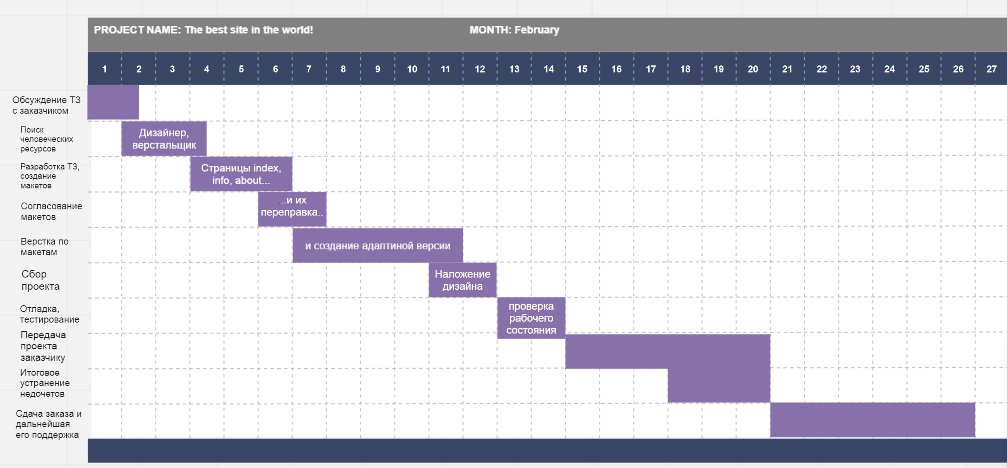 PROJECT NAME: The best site in the world! MONTH: February
1 2 3 4 5 6 7 8 9 10 11 12 13 14 15 16 17 18 19 20 21 22 23 24 25 26 27
Обсуждение ТЗ
с заказчиком
Поиск
человеческих
ресурсов
Дизайнер,
верстальщик
Разработка ТЗ,
создание
макетов
Страницы index,
info, about...
Согласование
макетов
..и их
переправка..
Верстка по
макетам
и создание адаптиной версии
Сбор
проекта
Наложение
дизайна
Отладка,
тестирование
проверка
рабочего
состояния
Передача
проекта
заказчику
Итоговое
устранение
недочетов
Сдача заказа и
дальнейшая
его поддержка